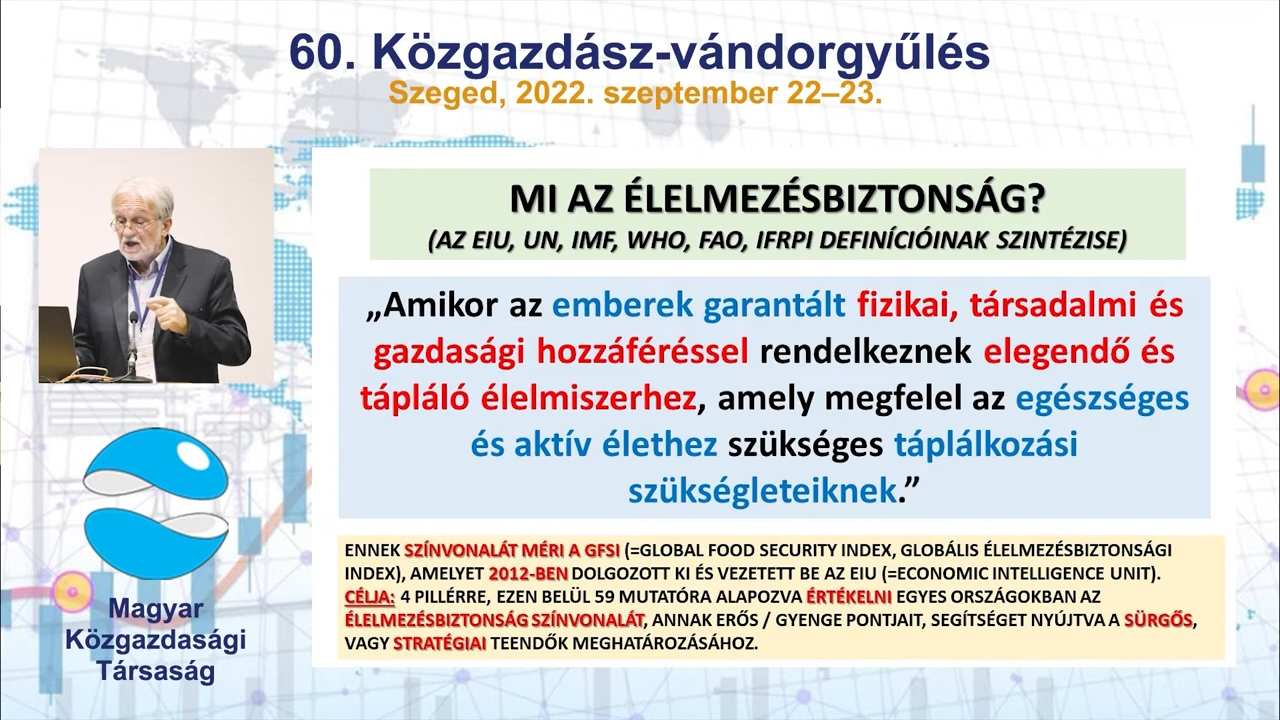 60. Közgazdász-vándorgyűlés
Szeged, 2022. szeptember 22–23.
MI AZ ÉLELMEZÉSBIZTONSÁG?
(AZ EIU, UN, IMF, WHO, FAO, IFRPI DEFINÍCIÓINAK SZINTÉZISE)
„Amikor az emberek garantált fizikai, társadalmi és
gazdasági hozzáféréssel rendelkeznek elegendő és
tápláló élelmiszerhez, amely megfelel az egészséges
és aktív élethez szükséges táplálkozási
szükségleteiknek.”
ENNEK SZÍNVONALÁT MÉRI A GFSI (=GLOBAL FOOD SECURITY INDEX, GLOBÁLIS ÉLELMEZÉSBIZTONSÁGI
INDEX), AMELYET 2012-BEN DOLGOZOTT KI ÉS VEZETETT BE AZ EIU (=ECONOMIC INTELLIGENCE UNIT).
CÉLJA: 4 PILLÉRRE, EZEN BELÜL 59 MUTATÓRA ALAPOZVA ÉRTÉKELNI EGYES ORSZÁGOKBAN AZ
ÉLELMEZÉSBIZTONSÁG SZÍNVONALÁT, ANNAK ERŐS / GYENGE PONTJAIT, SEGÍTSÉGET NYÚJTVA A SÜRGŐS,
VAGY STRATÉGIAI TEENDŐK MEGHATÁROZÁSÁHOZ.
Magyar
Közgazdasági
Társaság